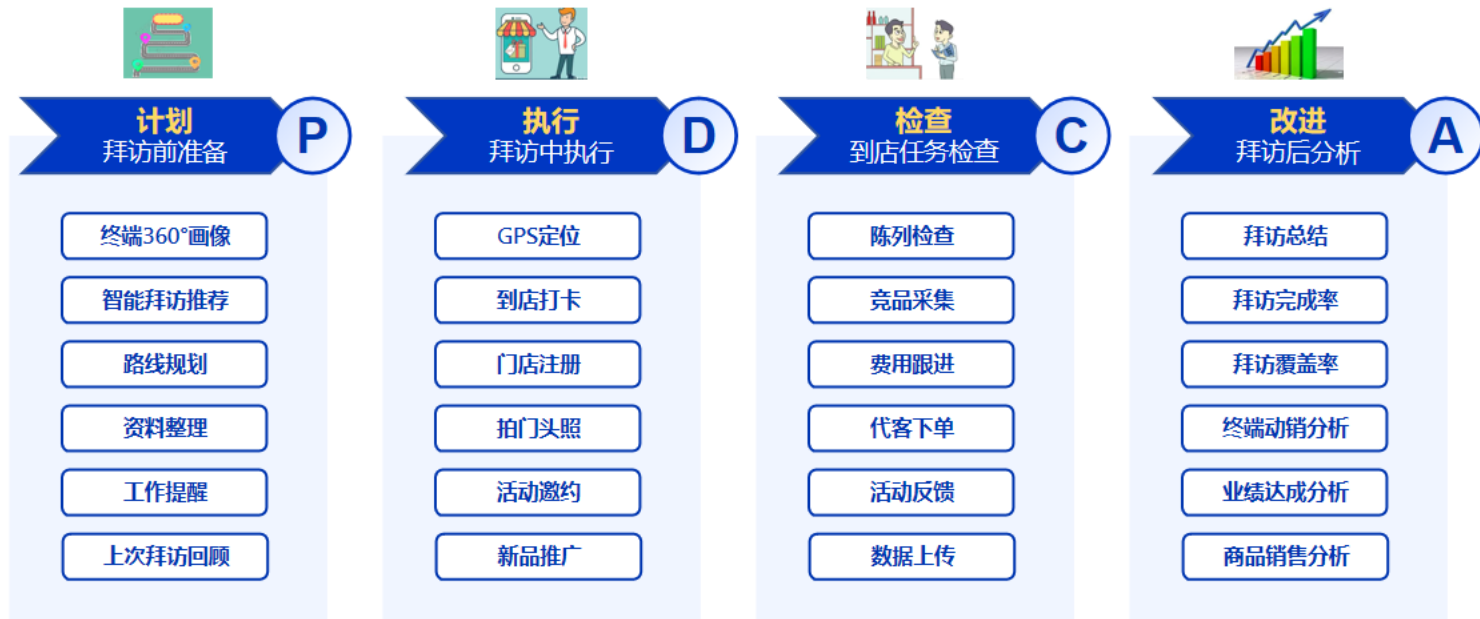 计划
拜访前准备
P
终端360°画像
智能拜访推荐
路线规划
资料整理
工作提醒
上次拜访回顾
执行
拜访中执行
D
GPS定位
到店打卡
门店注册
拍门头照
活动邀约
新品推广
检查
到店任务检查
C
陈列检查
竞品采集
费用跟进
代客下单
活动反馈
数据上传
改进
拜访后分析
A
拜访总结
拜访完成率
拜访覆盖率
终端动销分析
业绩达成分析
商品销售分析